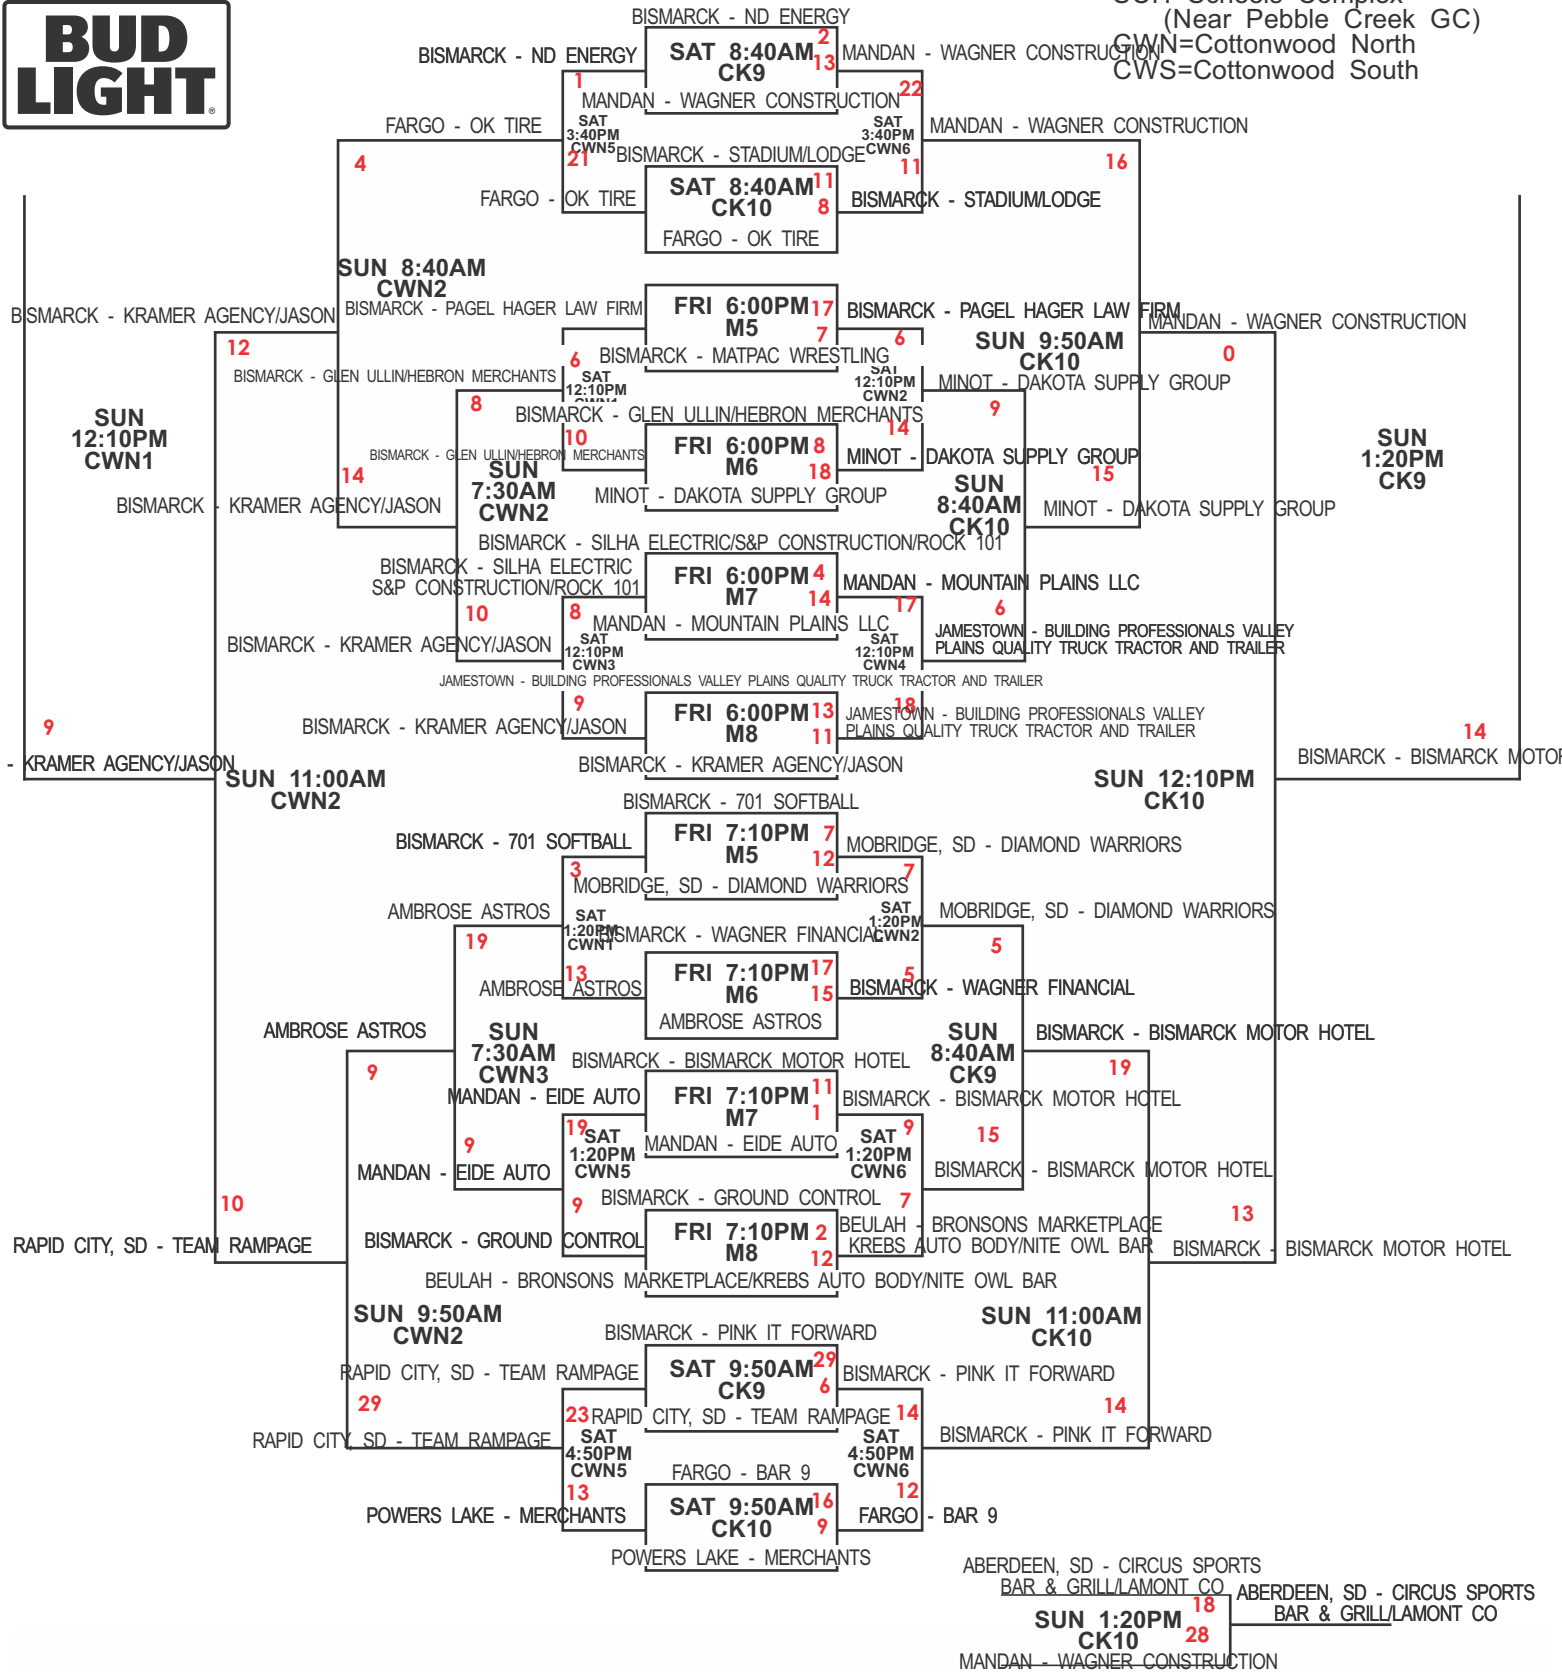 BUD
LIGHT
(Near Pebble Creek GC)
CWN=Cottonwood North
CWS=Cottonwood South
BISMARCK - ND ENERGY
BISMARCK - ND ENERGY
SAT 8:40AM 2
CK9 13
MANDAN - WAGNER CONSTRUCTION
1
MANDAN - WAGNER CONSTRUCTION
22
FARGO - OK TIRE
SAT
3:40PM
CWN5
SAT
3:40PM
CWN6
MANDAN - WAGNER CONSTRUCTION
4
21
BISMARCK - STADIUM/LODGE
11
16
FARGO - OK TIRE
SAT 8:40AM 11
CK10 8
BISMARCK - STADIUM/LODGE
FARGO - OK TIRE
SUN 8:40AM
CWN2
BISMARCK - KRAMER AGENCY/JASON
BISMARCK - PAGEL HAGER LAW FIRM
FRI 6:00PM 17
M5 7
BISMARCK - PAGEL HAGER LAW FIRM
MANDAN - WAGNER CONSTRUCTION
12
6
BISMARCK - MATPAC WRESTLING
6
SUN 9:50AM
CK10
0
BISMARCK - GLEN ULLIN/HEBRON MERCHANTS
SAT
12:10PM
SAT
12:10PM
CWN2
MINOT - DAKOTA SUPPLY GROUP
8
BISMARCK - GLEN ULLIN/HEBRON MERCHANTS
9
SUN
12:10PM
CWN1
10
14
BISMARCK - GLEN ULLIN/HEBRON MERCHANTS
FRI 6:00PM 8
M6 18
MINOT - DAKOTA SUPPLY GROUP
SUN
1:20PM
CK9
14
SUN
7:30AM
CWN2
MINOT - DAKOTA SUPPLY GROUP
SUN
8:40AM
CK10
15
BISMARCK - KRAMER AGENCY/JASON
MINOT - DAKOTA SUPPLY GROUP
BISMARCK - SILHA ELECTRIC/S&P CONSTRUCTION/ROCK 101
BISMARCK - SILHA ELECTRIC
S&P CONSTRUCTION/ROCK 101
FRI 6:00PM 4
M7 14
MANDAN - MOUNTAIN PLAINS LLC
10
8
MANDAN - MOUNTAIN PLAINS LLC
17
6
BISMARCK - KRAMER AGENCY/JASON
SAT
12:10PM
CWN3
SAT
12:10PM
CWN4
JAMESTOWN - BUILDING PROFESSIONALS VALLEY
PLAINS QUALITY TRUCK TRACTOR AND TRAILER
JAMESTOWN - BUILDING PROFESSIONALS VALLEY PLAINS QUALITY TRUCK TRACTOR AND TRAILER
9
18
BISMARCK - KRAMER AGENCY/JASON
FRI 6:00PM 13
M8 11
JAMESTOWN - BUILDING PROFESSIONALS VALLEY
PLAINS QUALITY TRUCK TRACTOR AND TRAILER
BISMARCK - KRAMER AGENCY/JASON
9
- KRAMER AGENCY/JASON
SUN 11:00AM
CWN2
SUN 12:10PM
CK10
14
BISMARCK - BISMARCK MOTOR
BISMARCK - 701 SOFTBALL
BISMARCK - 701 SOFTBALL
FRI 7:10PM 7
M5 12
MOBRIDGE, SD - DIAMOND WARRIORS
3
MOBRIDGE, SD - DIAMOND WARRIORS
7
AMBROSE ASTROS
SAT
1:20PM
CWN1
SAT
1:20PM
CWN2
MOBRIDGE, SD - DIAMOND WARRIORS
19
BISMARCK - WAGNER FINANCIAL
5
13
5
AMBROSE ASTROS
FRI 7:10PM 17
M6 15
BISMARCK - WAGNER FINANCIAL
AMBROSE ASTROS
AMBROSE ASTROS
SUN
7:30AM
CWN3
SUN
8:40AM
CK9
BISMARCK - BISMARCK MOTOR HOTEL
9
BISMARCK - BISMARCK MOTOR HOTEL
19
MANDAN - EIDE AUTO
FRI 7:10PM 11
M7 1
BISMARCK - BISMARCK MOTOR HOTEL
9
19
MANDAN - EIDE AUTO
9
15
MANDAN - EIDE AUTO
SAT
1:20PM
CWN5
SAT
1:20PM
CWN6
BISMARCK - BISMARCK MOTOR HOTEL
9
BISMARCK - GROUND CONTROL
7
10
13
RAPID CITY, SD - TEAM RAMPAGE
BISMARCK - GROUND CONTROL
FRI 7:10PM 2
M8 12
BEULAH - BRONSONS MARKETPLACE
KREBS AUTO BODY/NITE OWL BAR
BISMARCK - BISMARCK MOTOR HOTEL
BEULAH - BRONSONS MARKETPLACE/KREBS AUTO BODY/NITE OWL BAR
SUN 9:50AM
CWN2
SUN 11:00AM
CK10
BISMARCK - PINK IT FORWARD
RAPID CITY, SD - TEAM RAMPAGE
SAT 9:50AM 29
CK9 6
BISMARCK - PINK IT FORWARD
29
23
RAPID CITY, SD - TEAM RAMPAGE
14
14
RAPID CITY, SD - TEAM RAMPAGE
SAT
4:50PM
CWN5
SAT
4:50PM
CWN6
BISMARCK - PINK IT FORWARD
13
FARGO - BAR 9
12
POWERS LAKE - MERCHANTS
SAT 9:50AM 16
CK10 9
FARGO - BAR 9
POWERS LAKE - MERCHANTS
ABERDEEN, SD - CIRCUS SPORTS
BAR & GRILL/LAMONT CO
SUN 1:20PM 18
CK10 28
ABERDEEN, SD - CIRCUS SPORTS
BAR & GRILL/LAMONT CO
MANDAN - WAGNER CONSTRUCTION